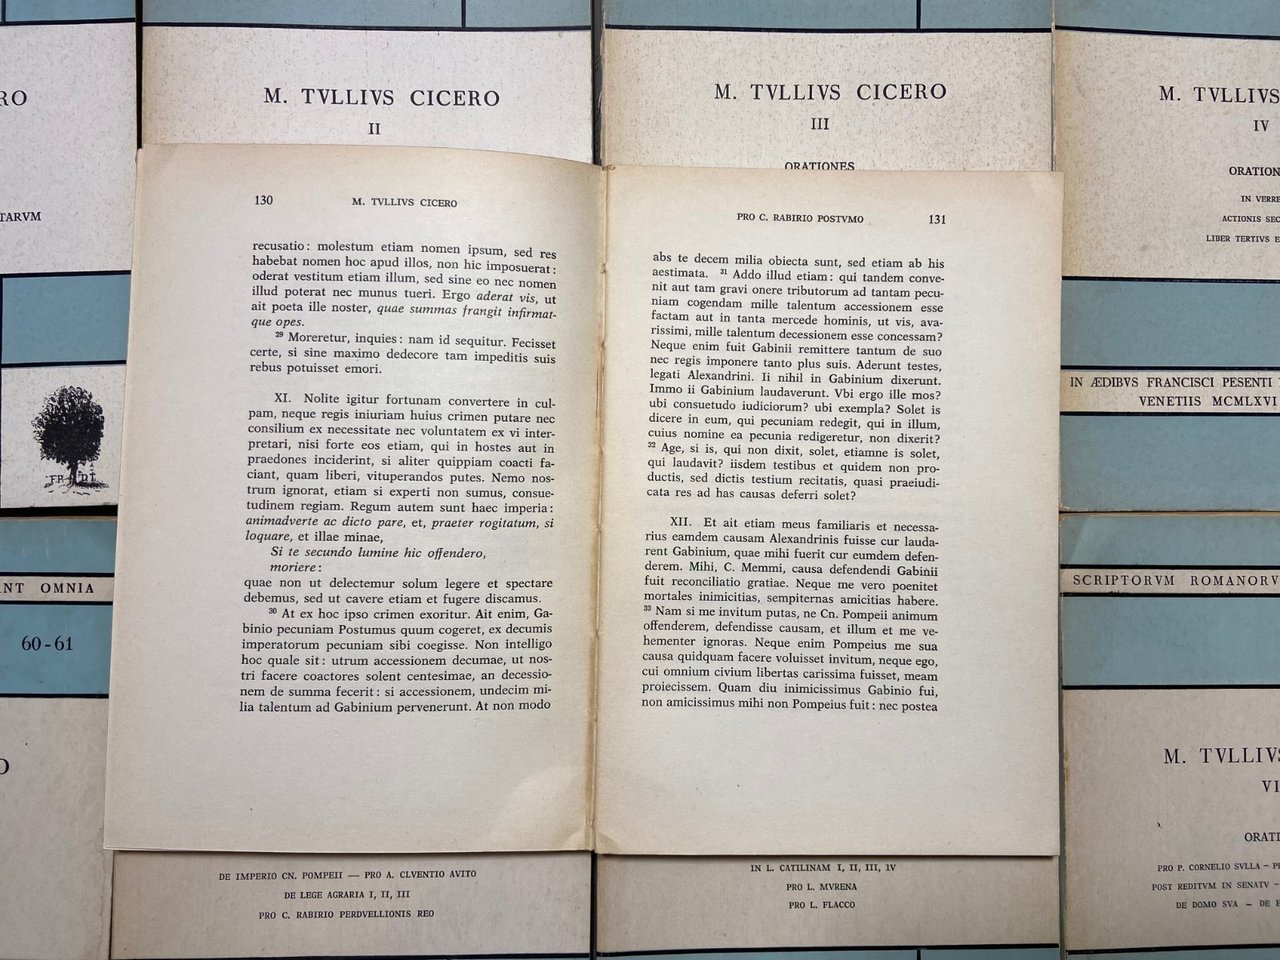 RO
M. TVLLIVS CICERO
II
M. TVLLIVS CICERO
III
ORATIONES
M. TVLLIVS
IV
ORATION
IN VERRE
ACTIONIS SEC
LIBER TERTIVS E
TARVM
130 M. TVLLIVS CICERO
recusatio: molestum etiam nomen ipsum, sed res
habebat nomen hoc apud illos, non hic imposuerat:
oderat vestitum etiam illum, sed sine eo nec nomen
illud poterat nec munus tueri. Ergo aderat vis, ut
ait poeta ille noster, quae summas frangit infirmat-
que opes.
29 Moreretur, inquies: nam id sequitur. Fecisset
certe, si sine maximo dedecore tam impeditis suis
rebus potuisset emori.
XI. Nolite igitur fortunam convertere in cul-
pam, neque regis iniuriam huius crimen putare nec
consilium ex necessitate nec voluntatem ex vi inter-
pretari, nisi forte eos etiam, qui in hostes aut in
praedones inciderint, si aliter quippiam coacti fa-
ciant, quam liberi, vituperandos putes. Nemo nos-
trum ignorat, etiam si experti non sumus, consue-
tudinem regiam. Regum autem sunt haec imperia:
animadverte ac dicto pare, et, praeter rogitatum, si
loquare, et illae minae,
Si te secundo lumine hic offendero,
moriere:
quae non ut delectemur solum legere et spectare
debemus, sed ut cavere etiam et fugere discamus.
30 At ex hoc ipso crimen exoritur. Ait enim, Ga-
binio pecuniam Postumus quum cogeret, ex decumis
imperatorum pecuniam sibi coegisse. Non intelligo
hoc quale sit: utrum accessionem decumae, ut nos-
tri facere coactores solent centesimae, an decessio-
nem de summa fecerit: si accessionem, undecim mi-
lia talentum ad Gabinium pervenerunt. At non modo
PRO C. RABIRIO POSTVMO 131
abs te decem milia obiecta sunt, sed etiam ab his
aestimata. 31 Addo illud etiam: qui tandem conve-
nit aut tam gravi onere tributorum ad tantam pecu-
niam cogendam mille talentum accessionem esse
factam aut in tanta mercede hominis, ut vis, ava-
rissimi, mille talentum decessionem esse concessam?
Neque enim fuit Gabinii remittere tantum de suo
nec regis imponere tanto plus suis. Aderunt testes,
legati Alexandrini. Ii nihil in Gabinium dixerunt.
Immo ii Gabinium laudaverunt. Vbi ergo ille mos?
ubi consuetudo iudiciorum? ubi exempla? Solet is
dicere in eum, qui pecuniam redegit, qui in illum,
cuius nomine ea pecunia redigeretur, non dixerit?
32 Age, si is, qui non dixit, solet, etiamne is solet,
qui laudavit? iisdem testibus et quidem non pro-
ductis, sed dictis testium recitatis, quasi praeiudi-
cata res ad has causas deferri solet?
XII. Et ait etiam meus familiaris et necessa-
rius eamdem causam Alexandrinis fuisse cur lauda-
rent Gabinium, quae mihi fuerit cur eumdem defen-
derem. Mihi, C. Memmi, causa defendendi Gabinii
fuit reconciliatio gratiae. Neque me vero poenitet
mortales inimicitias, sempiternas amicitias habere.
33 Nam si me invitum putas, ne Cn. Pompeii animum
offenderem, defendisse causam, et illum et me ve-
hementer ignoras. Neque enim Pompeius me sua
causa quidquam facere voluisset invitum, neque ego,
cui omnium civium libertas carissima fuisset, meam
proiecissem. Quam diu inimicissimus Gabinio fui,
non amicissimus mihi non Pompeius fuit: nec postea
FP DI
IN ÆDIBVS FRANCISCI PESENTI
VENETIIS MCMLXVI
NT OMNIA
60-61
SCRIPTORVM ROMANORV
O
M. TVLLIVS
VI
ORATI
PRO P. CORNELIO SVLLA – P
POST REDITVM IN SENATV –
DE DOMO SVA – DE
DE IMPERIO CN. POMPEII — PRO A. CLVENTIO AVITO
DE LEGE AGRARIA I, II, III
PRO C. RABIRIO PERDVELLIONIS REO
IN L. CATILINAM I, II, III, IV
PRO L. MVRENA
PRO L. FLACCO